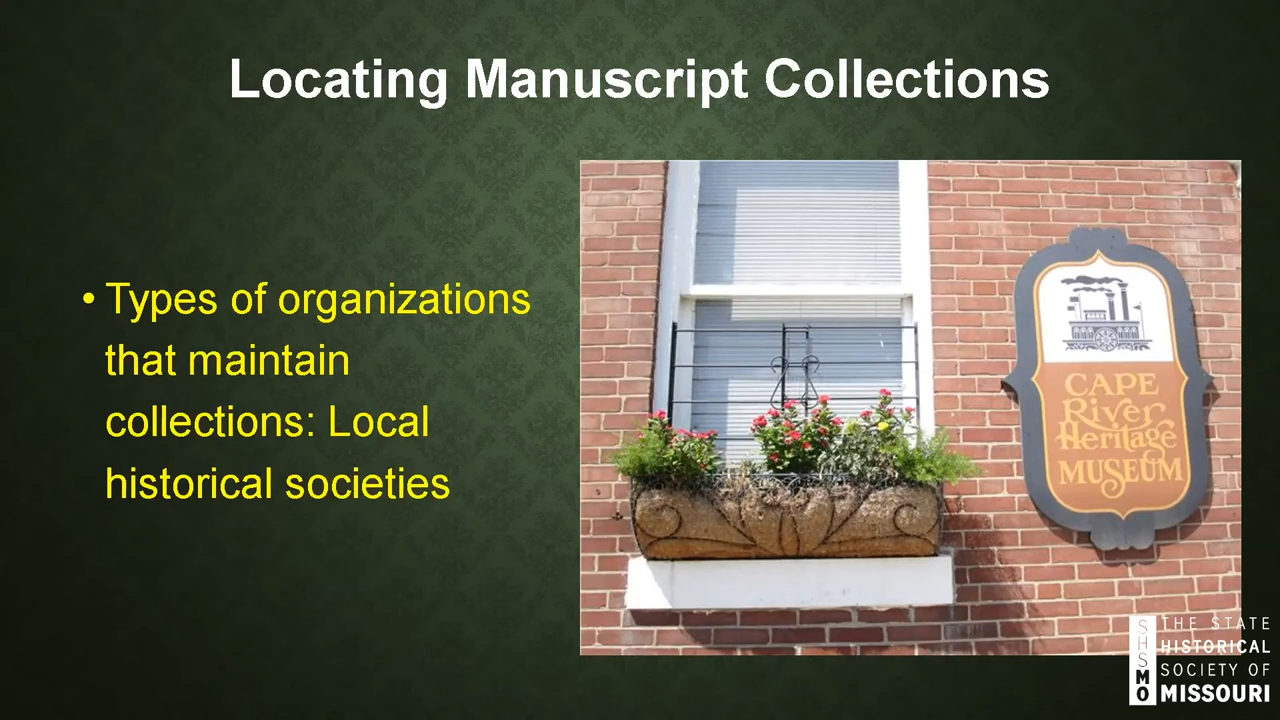 Locating Manuscript Collections
• Types of organizations
that maintain
collections: Local
historical societies
CAPE
River
Heritage
MUSEUM
SHSMO
THE STATE
HISTORICAL
SOCIETY OF
MISSOURI